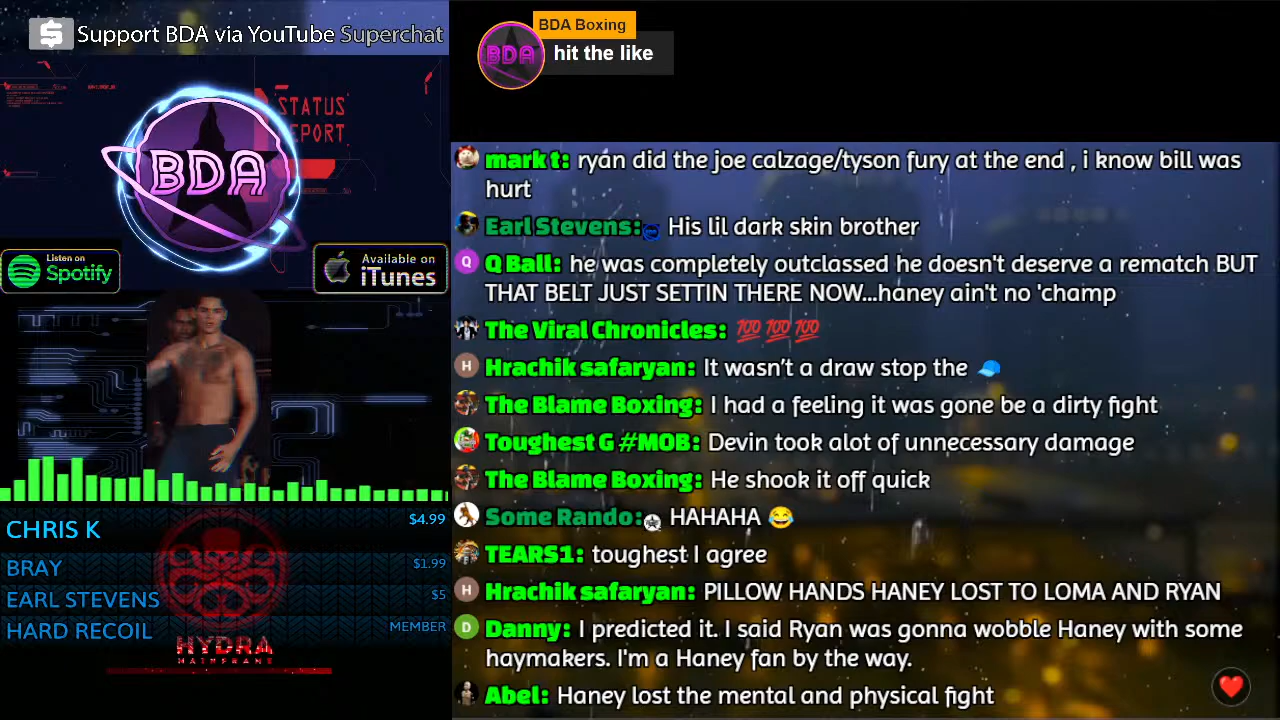 Support BDA via YouTube Superchat
STATUS
REPORT
BDA
Listen on
Spotify
Available on
iTunes
CHRIS K $4.99
BRAY $1.99
EARL STEVENS $5
HARD RECOIL MEMBER
HYDRA
MAINFRAME
BDA Boxing
BDA
hit the like
mark t: ryan did the joe calzage/tyson fury at the end , i know bill was
hurt
Earl Stevens: His lil dark skin brother
Q
Q Ball: he was completely outclassed he doesn't deserve a rematch BUT
THAT BELT JUST SETTIN THERE NOW...haney ain't no 'champ
The Viral Chronicles: 💯💯💯
H
Hrachik safaryan: It wasn’t a draw stop the 🧢
The Blame Boxing: I had a feeling it was gone be a dirty fight
Toughest G #MOB: Devin took alot of unnecessary damage
The Blame Boxing: He shook it off quick
Some Rando: HAHAHA 😂
TEARS1: toughest I agree
H
Hrachik safaryan: PILLOW HANDS HANEY LOST TO LOMA AND RYAN
D
Danny: I predicted it. I said Ryan was gonna wobble Haney with some
haymakers. I'm a Haney fan by the way.
Abel: Haney lost the mental and physical fight